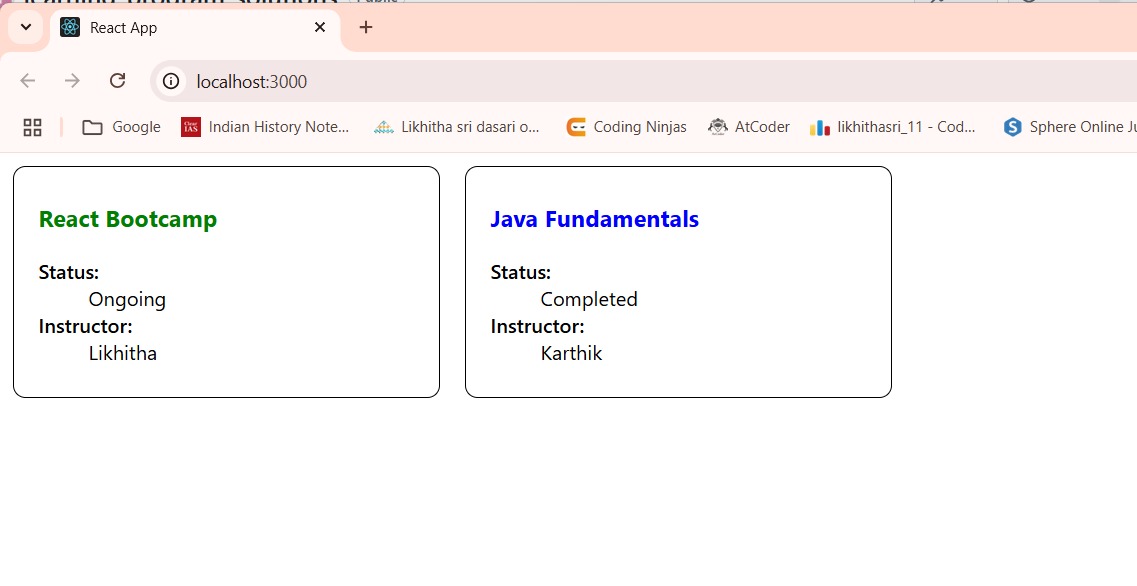 React App
localhost:3000
Google
Indian History Note...
Likhitha sri dasari o...
Coding Ninjas
AtCoder
likhithasri_11 - Cod...
Sphere Online Ju
React Bootcamp
Status:
Ongoing
Instructor:
Likhitha
Java Fundamentals
Status:
Completed
Instructor:
Karthik